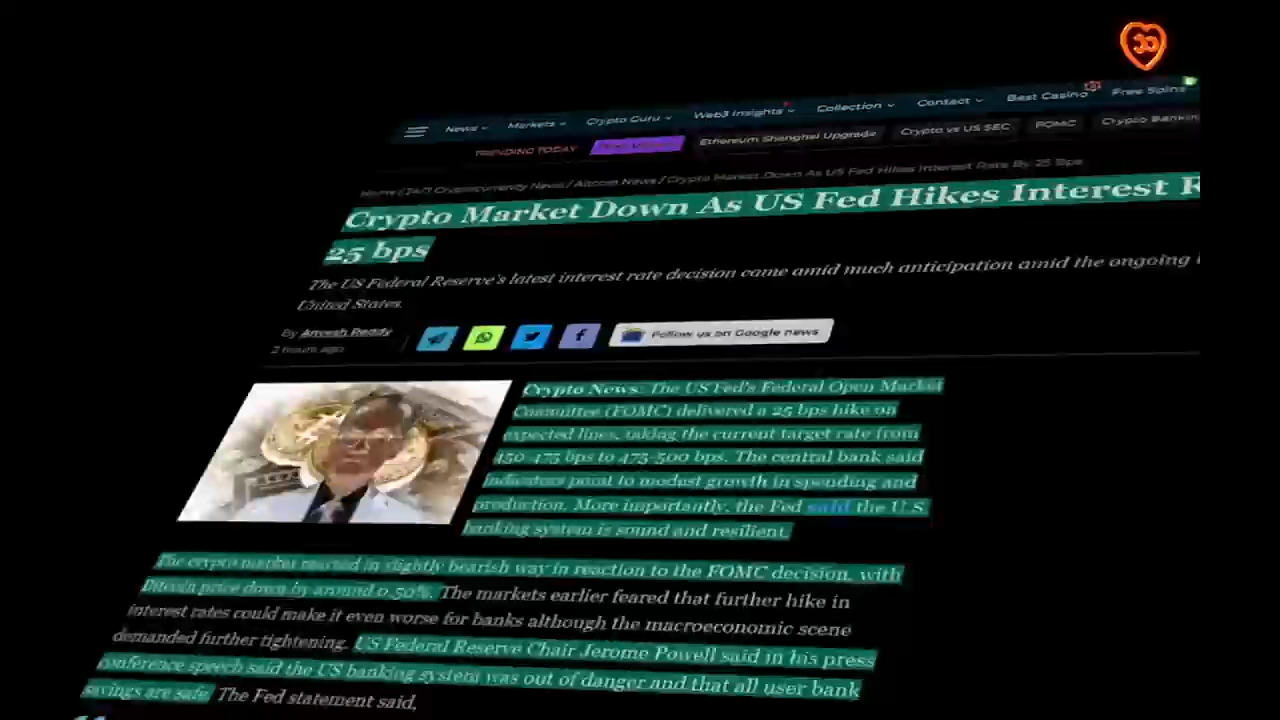 News Markets Crypto Guru Web3 Insights Collection Contact Best Casino Free Spins
TRENDING TODAY Ethereum Shanghai Upgrade Crypto vs US SEC FOMC Crypto Banking
Home / 24/7 Cryptocurrency News / Altcoin News / Crypto Market Down As US Fed Hikes Interest Rate By 25 Bps
Crypto Market Down As US Fed Hikes Interest R
25 bps
The US Federal Reserve's latest interest rate decision came amid much anticipation amid the ongoing
United States.
By Anvesh Reddy
2 hours ago
Follow us on Google news
Crypto News: The US Fed's Federal Open Market
Committee (FOMC) delivered a 25 bps hike on
expected lines, taking the current target rate from
450-475 bps to 475-500 bps. The central bank said
indicators point to modest growth in spending and
production. More importantly, the Fed said the U.S.
banking system is sound and resilient.
The crypto market reacted in slightly bearish way in reaction to the FOMC decision, with
Bitcoin price down by around 0.50%. The markets earlier feared that further hike in
interest rates could make it even worse for banks although the macroeconomic scene
demanded further tightening. US Federal Reserve Chair Jerome Powell said in his press
conference speech said the US banking system was out of danger and that all user bank
savings are safe. The Fed statement said,